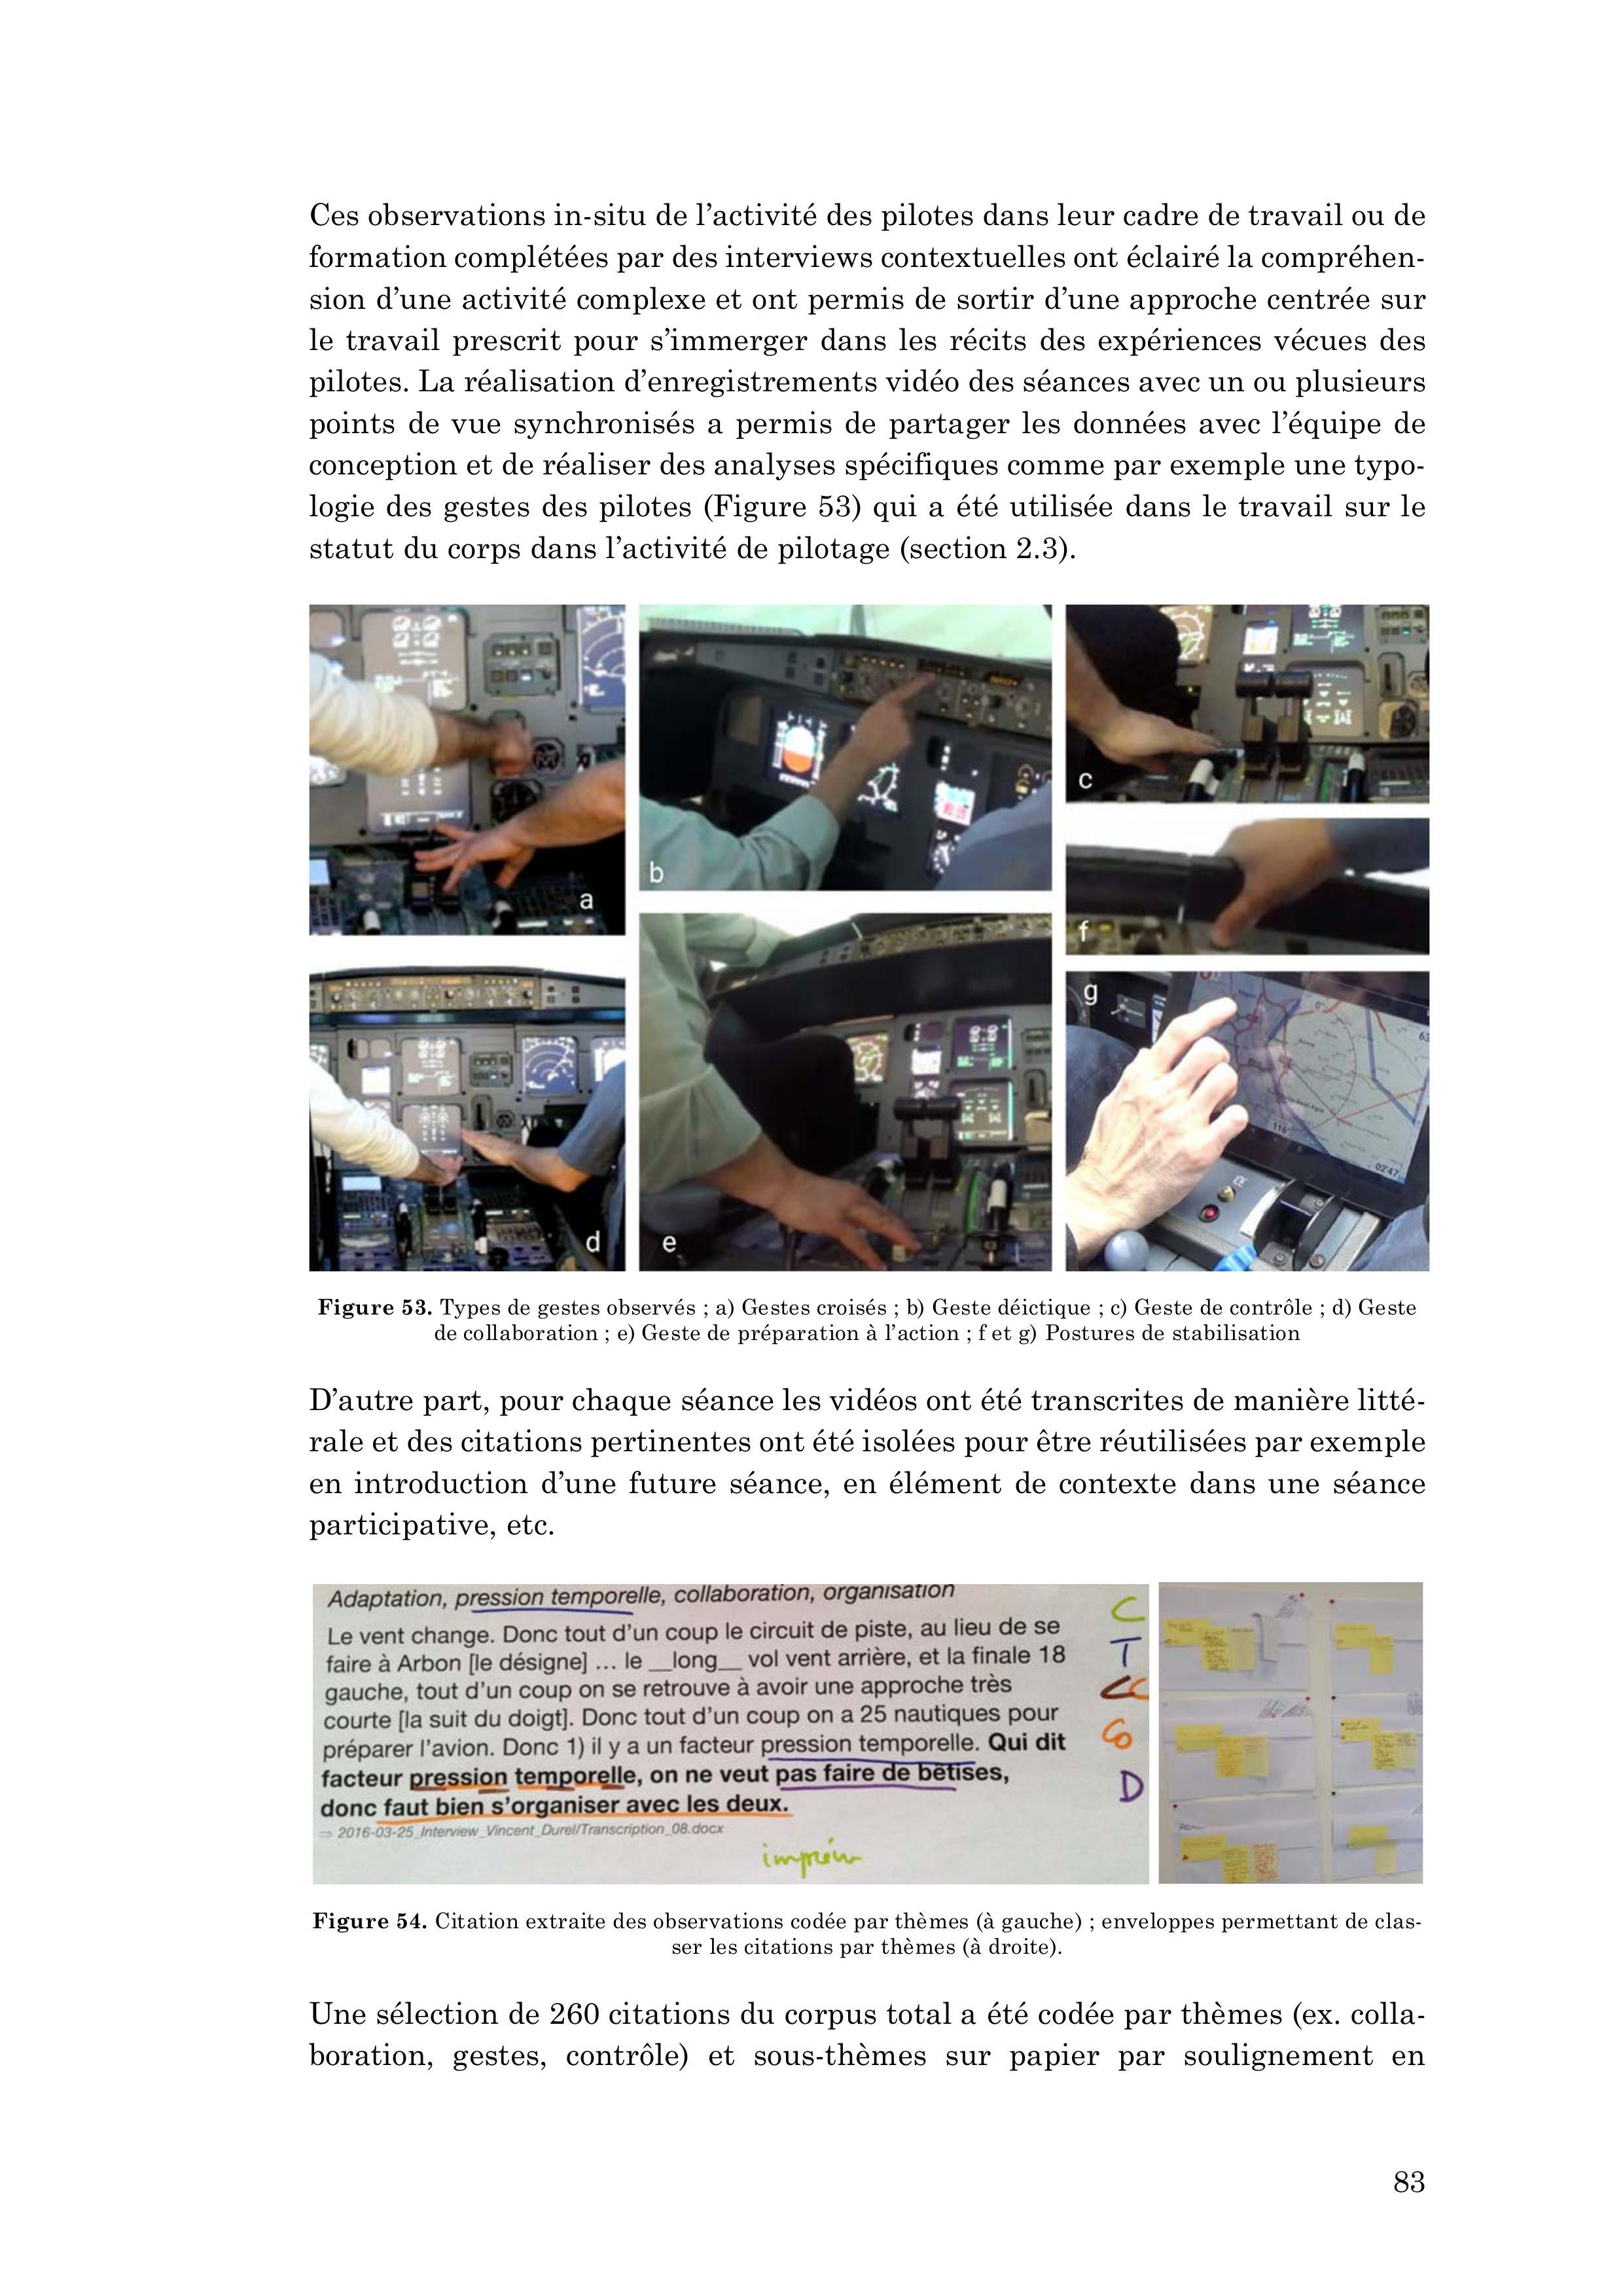 Ces observations in-situ de l’activité des pilotes dans leur cadre de travail ou de
formation complétées par des interviews contextuelles ont éclairé la compréhen-
sion d’une activité complexe et ont permis de sortir d’une approche centrée sur
le travail prescrit pour s’immerger dans les récits des expériences vécues des
pilotes. La réalisation d’enregistrements vidéo des séances avec un ou plusieurs
points de vue synchronisés a permis de partager les données avec l’équipe de
conception et de réaliser des analyses spécifiques comme par exemple une typo-
logie des gestes des pilotes (Figure 53) qui a été utilisée dans le travail sur le
statut du corps dans l’activité de pilotage (section 2.3).
a
b
c
d
e
f
g
Figure 53. Types de gestes observés ; a) Gestes croisés ; b) Geste déictique ; c) Geste de contrôle ; d) Geste
de collaboration ; e) Geste de préparation à l’action ; f et g) Postures de stabilisation
D’autre part, pour chaque séance les vidéos ont été transcrites de manière litté-
rale et des citations pertinentes ont été isolées pour être réutilisées par exemple
en introduction d’une future séance, en élément de contexte dans une séance
participative, etc.
Adaptation, pression temporelle, collaboration, organisation
Le vent change. Donc tout d’un coup le circuit de piste, au lieu de se
faire à Arbon [le désigne] ... le __long__ vol vent arrière, et la finale 18
gauche, tout d’un coup on se retrouve à avoir une approche très
courte [la suit du doigt]. Donc tout d’un coup on a 25 nautiques pour
préparer l’avion. Donc 1) il y a un facteur pression temporelle. Qui dit
facteur pression temporelle, on ne veut pas faire de bêtises,
donc faut bien s’organiser avec les deux.
⇒ 2016-03-25_Interview_Vincent_Durel/Transcription_08.docx
C
T
D
Figure 54. Citation extraite des observations codée par thèmes (à gauche) ; enveloppes permettant de clas-
ser les citations par thèmes (à droite).
Une sélection de 260 citations du corpus total a été codée par thèmes (ex. colla-
boration, gestes, contrôle) et sous-thèmes sur papier par soulignement en
83